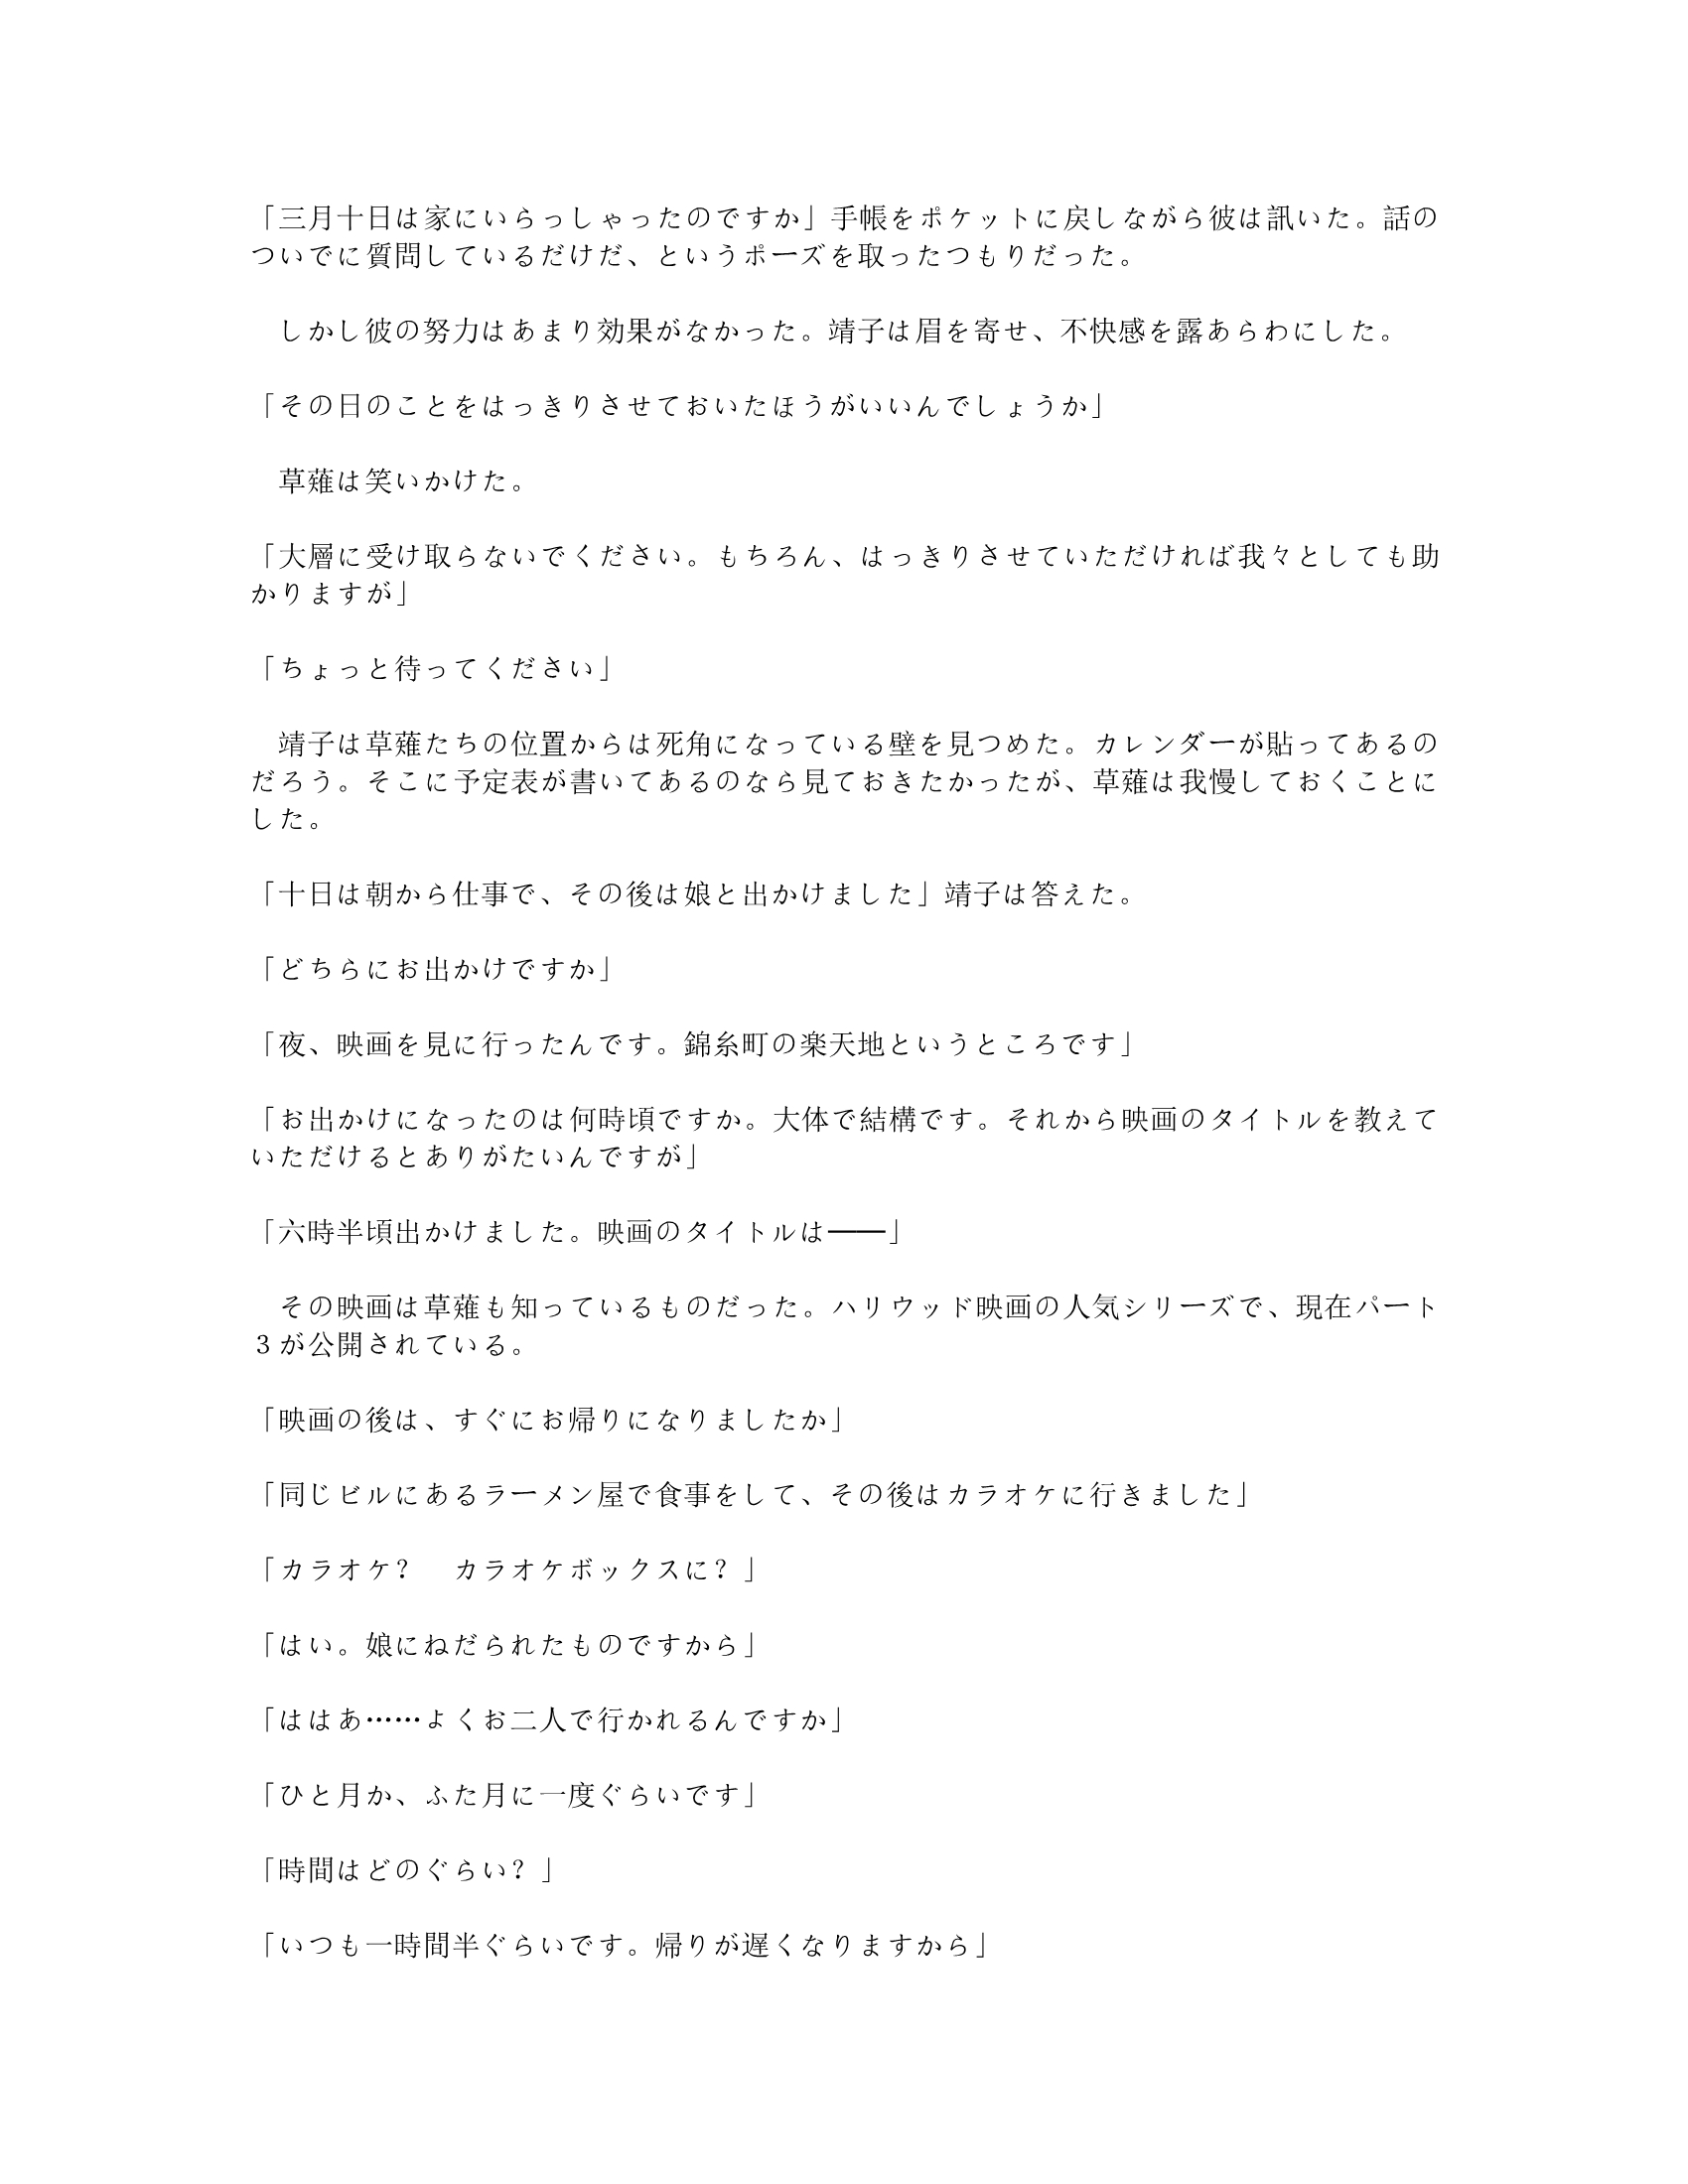 「三月十日は家にいらっしゃったのですか」手帳をポケットに戻しながら彼は訊いた。話の
ついでに質問しているだけだ、というポーズを取ったつもりだった。
　しかし彼の努力はあまり効果がなかった。靖子は眉を寄せ、不快感を露あらわにした。
「その日のことをはっきりさせておいたほうがいいんでしょうか」
　草薙は笑いかけた。
「大層に受け取らないでください。もちろん、はっきりさせていただければ我々としても助
かりますが」
「ちょっと待ってください」
　靖子は草薙たちの位置からは死角になっている壁を見つめた。カレンダーが貼ってあるの
だろう。そこに予定表が書いてあるのなら見ておきたかったが、草薙は我慢しておくことに
した。
「十日は朝から仕事で、その後は娘と出かけました」靖子は答えた。
「どちらにお出かけですか」
「夜、映画を見に行ったんです。錦糸町の楽天地というところです」
「お出かけになったのは何時頃ですか。大体で結構です。それから映画のタイトルを教えて
いただけるとありがたいんですが」
「六時半頃出かけました。映画のタイトルは――」
　その映画は草薙も知っているものだった。ハリウッド映画の人気シリーズで、現在パート
３が公開されている。
「映画の後は、すぐにお帰りになりましたか」
「同じビルにあるラーメン屋で食事をして、その後はカラオケに行きました」
「カラオケ？　カラオケボックスに？」
「はい。娘にねだられたものですから」
「ははあ……よくお二人で行かれるんですか」
「ひと月か、ふた月に一度ぐらいです」
「時間はどのぐらい？」
「いつも一時間半ぐらいです。帰りが遅くなりますから」